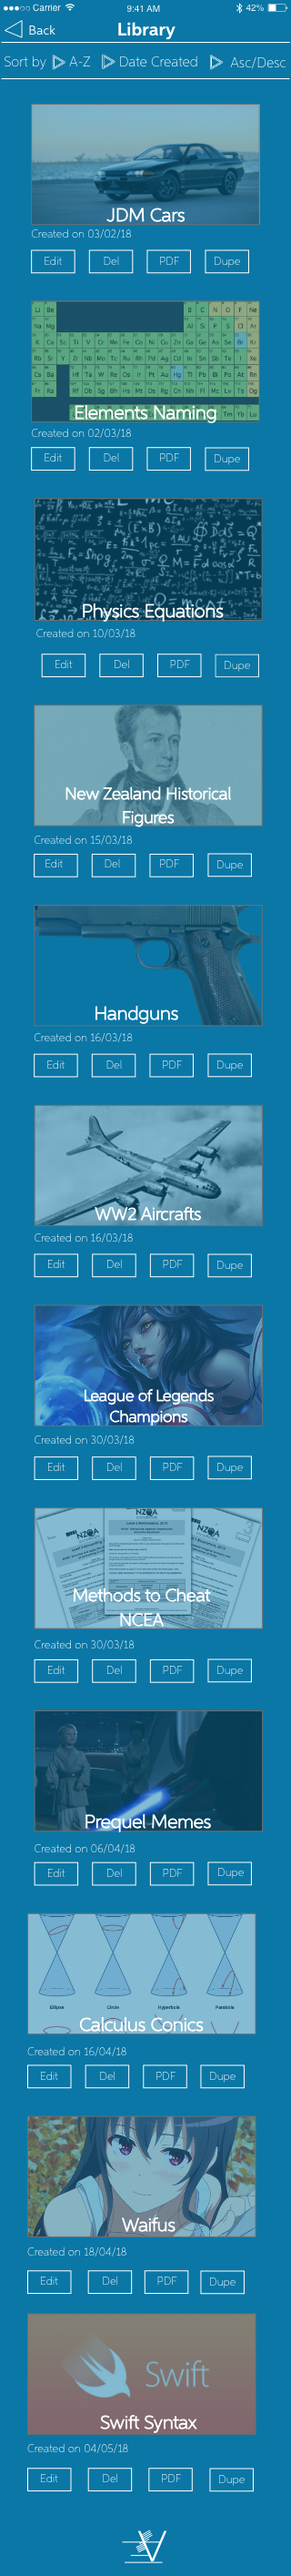 Carrier 9:41 AM 42%
Back Library
Sort by A-Z Date Created Asc/Desc
JDM Cars
Created on 03/02/18
Edit Del PDF Dupe
Elements Naming
Created on 02/03/18
Edit Del PDF Dupe
Physics Equations
Created on 10/03/18
Edit Del PDF Dupe
New Zealand Historical
Figures
Created on 15/03/18
Edit Del PDF Dupe
Handguns
Created on 16/03/18
Edit Del PDF Dupe
WW2 Aircrafts
Created on 16/03/18
Edit Del PDF Dupe
League of Legends
Champions
Created on 30/03/18
Edit Del PDF Dupe
NZQA NZQA NZQA
Methods to Cheat
NCEA
Created on 30/03/18
Edit Del PDF Dupe
Prequel Memes
Created on 06/04/18
Edit Del PDF Dupe
Ellipse Circle Hyperbola Parabola
Calculus Conics
Created on 16/04/18
Edit Del PDF Dupe
Waifus
Created on 18/04/18
Edit Del PDF Dupe
Swift
Swift Syntax
Created on 04/05/18
Edit Del PDF Dupe